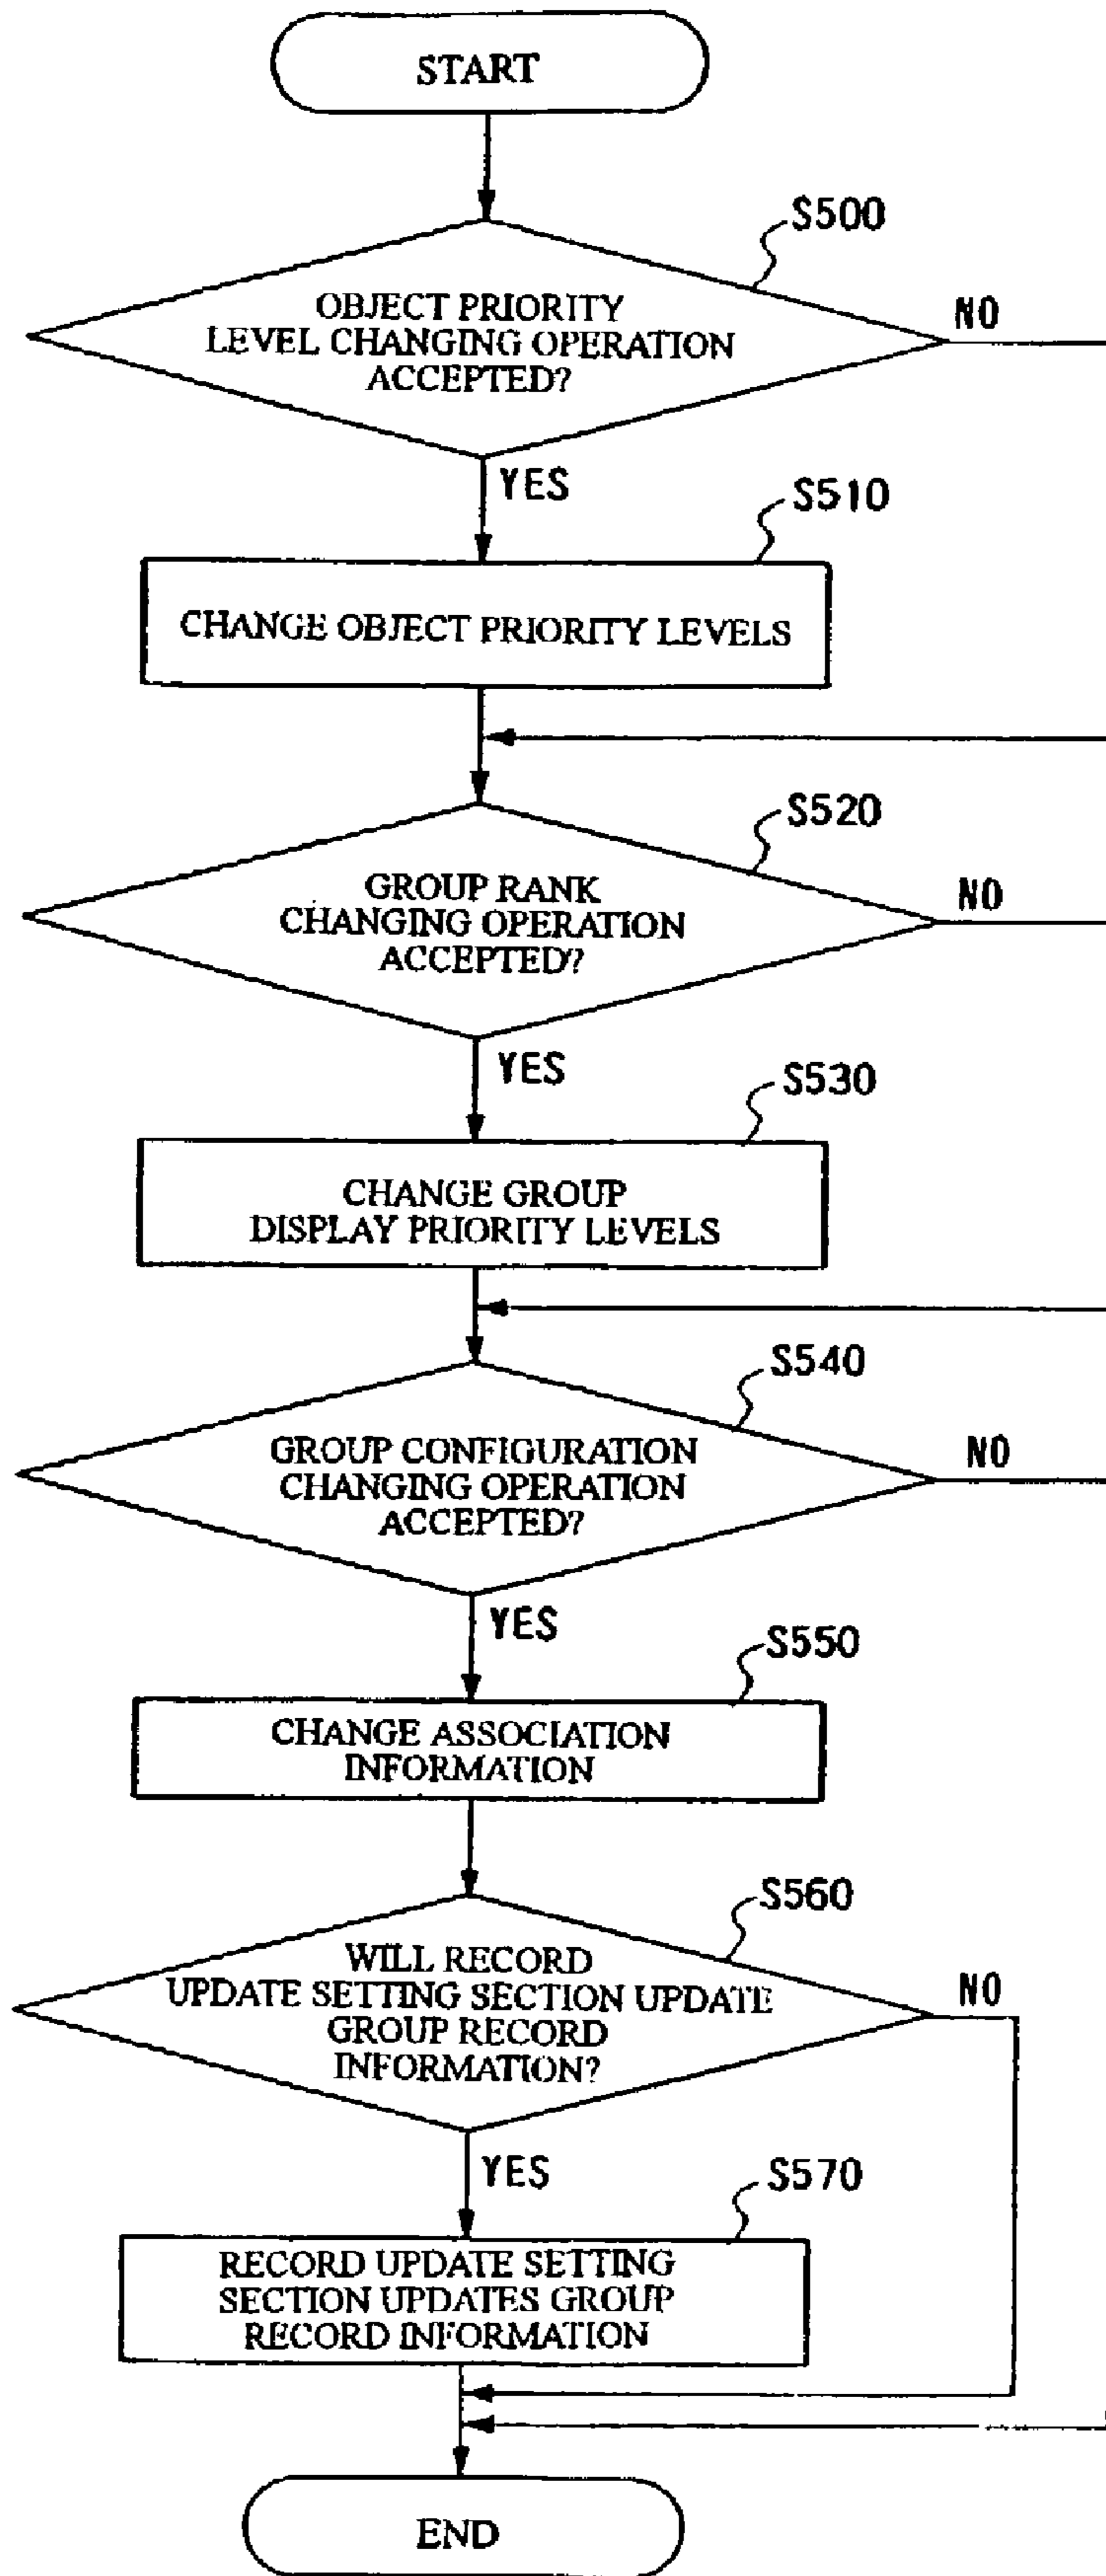 START
S500
OBJECT PRIORITY
LEVEL CHANGING OPERATION
ACCEPTED?
NO
YES
S510
CHANGE OBJECT PRIORITY LEVELS
S520
GROUP RANK
CHANGING OPERATION
ACCEPTED?
NO
YES
S530
CHANGE GROUP
DISPLAY PRIORITY LEVELS
S540
GROUP CONFIGURATION
CHANGING OPERATION
ACCEPTED?
NO
YES
S550
CHANGE ASSOCIATION
INFORMATION
S560
WILL RECORD
UPDATE SETTING SECTION UPDATE
GROUP RECORD
INFORMATION?
NO
YES
S570
RECORD UPDATE SETTING
SECTION UPDATES GROUP
RECORD INFORMATION
END